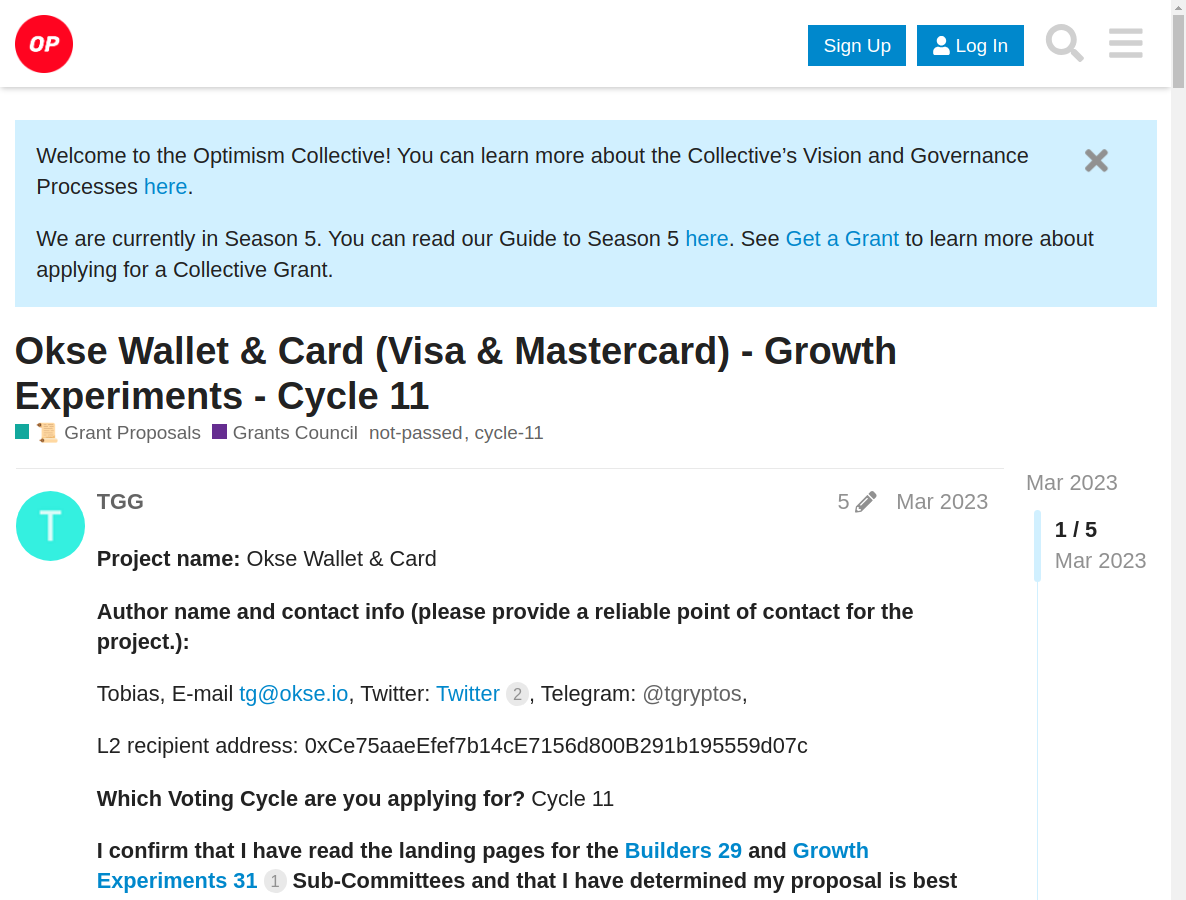 OP
Sign Up
Log In
Welcome to the Optimism Collective! You can learn more about the Collective’s Vision and Governance
Processes here.
We are currently in Season 5. You can read our Guide to Season 5 here. See Get a Grant to learn more about
applying for a Collective Grant.
Okse Wallet & Card (Visa & Mastercard) - Growth
Experiments - Cycle 11
Grant Proposals Grants Council not-passed, cycle-11
Mar 2023
T
TGG
5
Mar 2023
1 / 5
Mar 2023
Project name: Okse Wallet & Card
Author name and contact info (please provide a reliable point of contact for the
project.):
Tobias, E-mail tg@okse.io, Twitter: Twitter 2, Telegram: @tgryptos,
L2 recipient address: 0xCe75aaeEfef7b14cE7156d800B291b195559d07c
Which Voting Cycle are you applying for? Cycle 11
I confirm that I have read the landing pages for the Builders 29 and Growth
Experiments 31 1 Sub-Committees and that I have determined my proposal is best